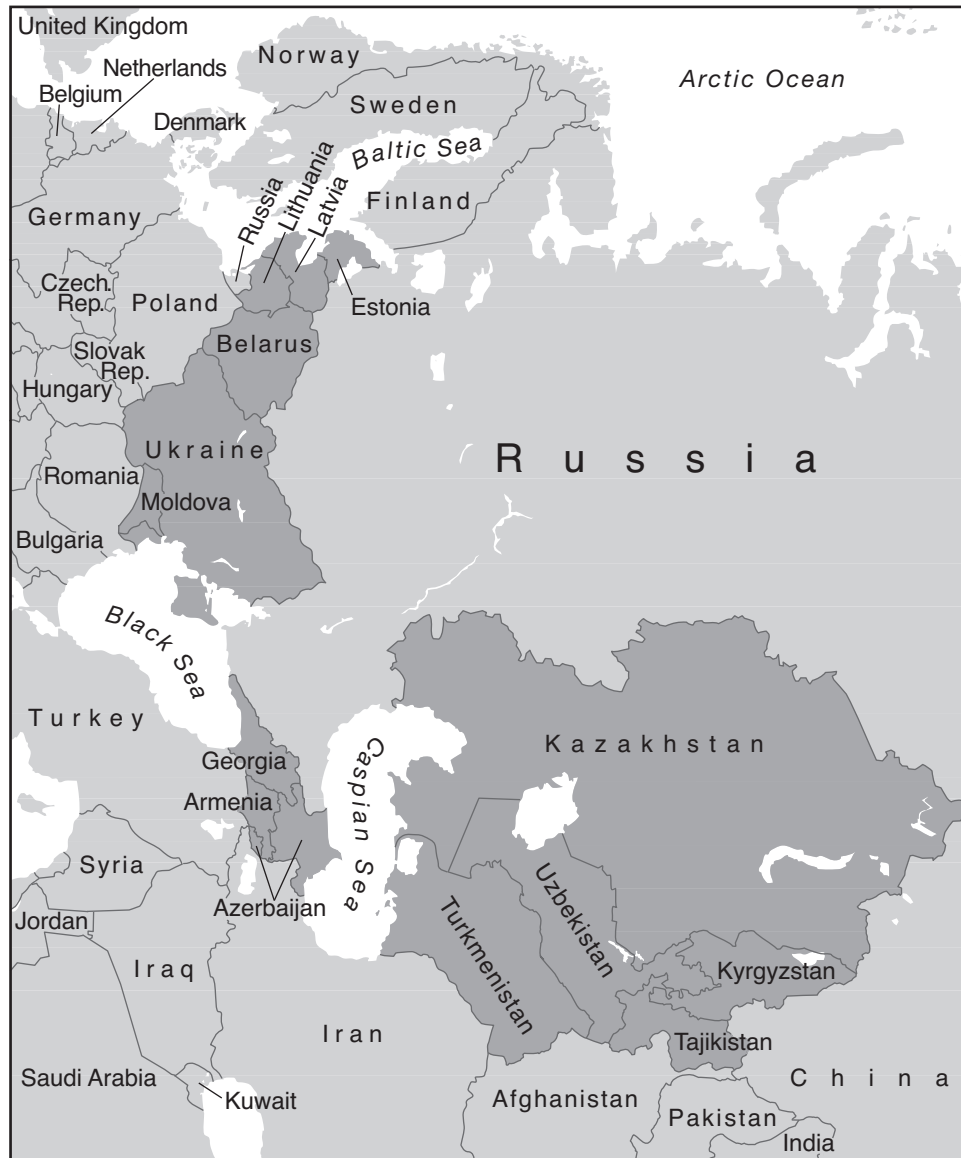 United Kingdom
Norway
Netherlands
Arctic Ocean
Belgium
Sweden
Denmark
Baltic Sea
Russia
Lithuania
Latvia
Finland
Germany
Czech.
Rep.
Poland
Estonia
Slovak
Rep.
Belarus
Hungary
Ukraine
Russia
Romania
Moldova
Bulgaria
Black Sea
Turkey
Kazakhstan
Georgia
Caspian Sea
Armenia
Syria
Uzbekistan
Azerbaijan
Jordan
Turkmenistan
Iraq
Kyrgyzstan
Iran
Tajikistan
Saudi Arabia
China
Kuwait
Afghanistan
Pakistan
India